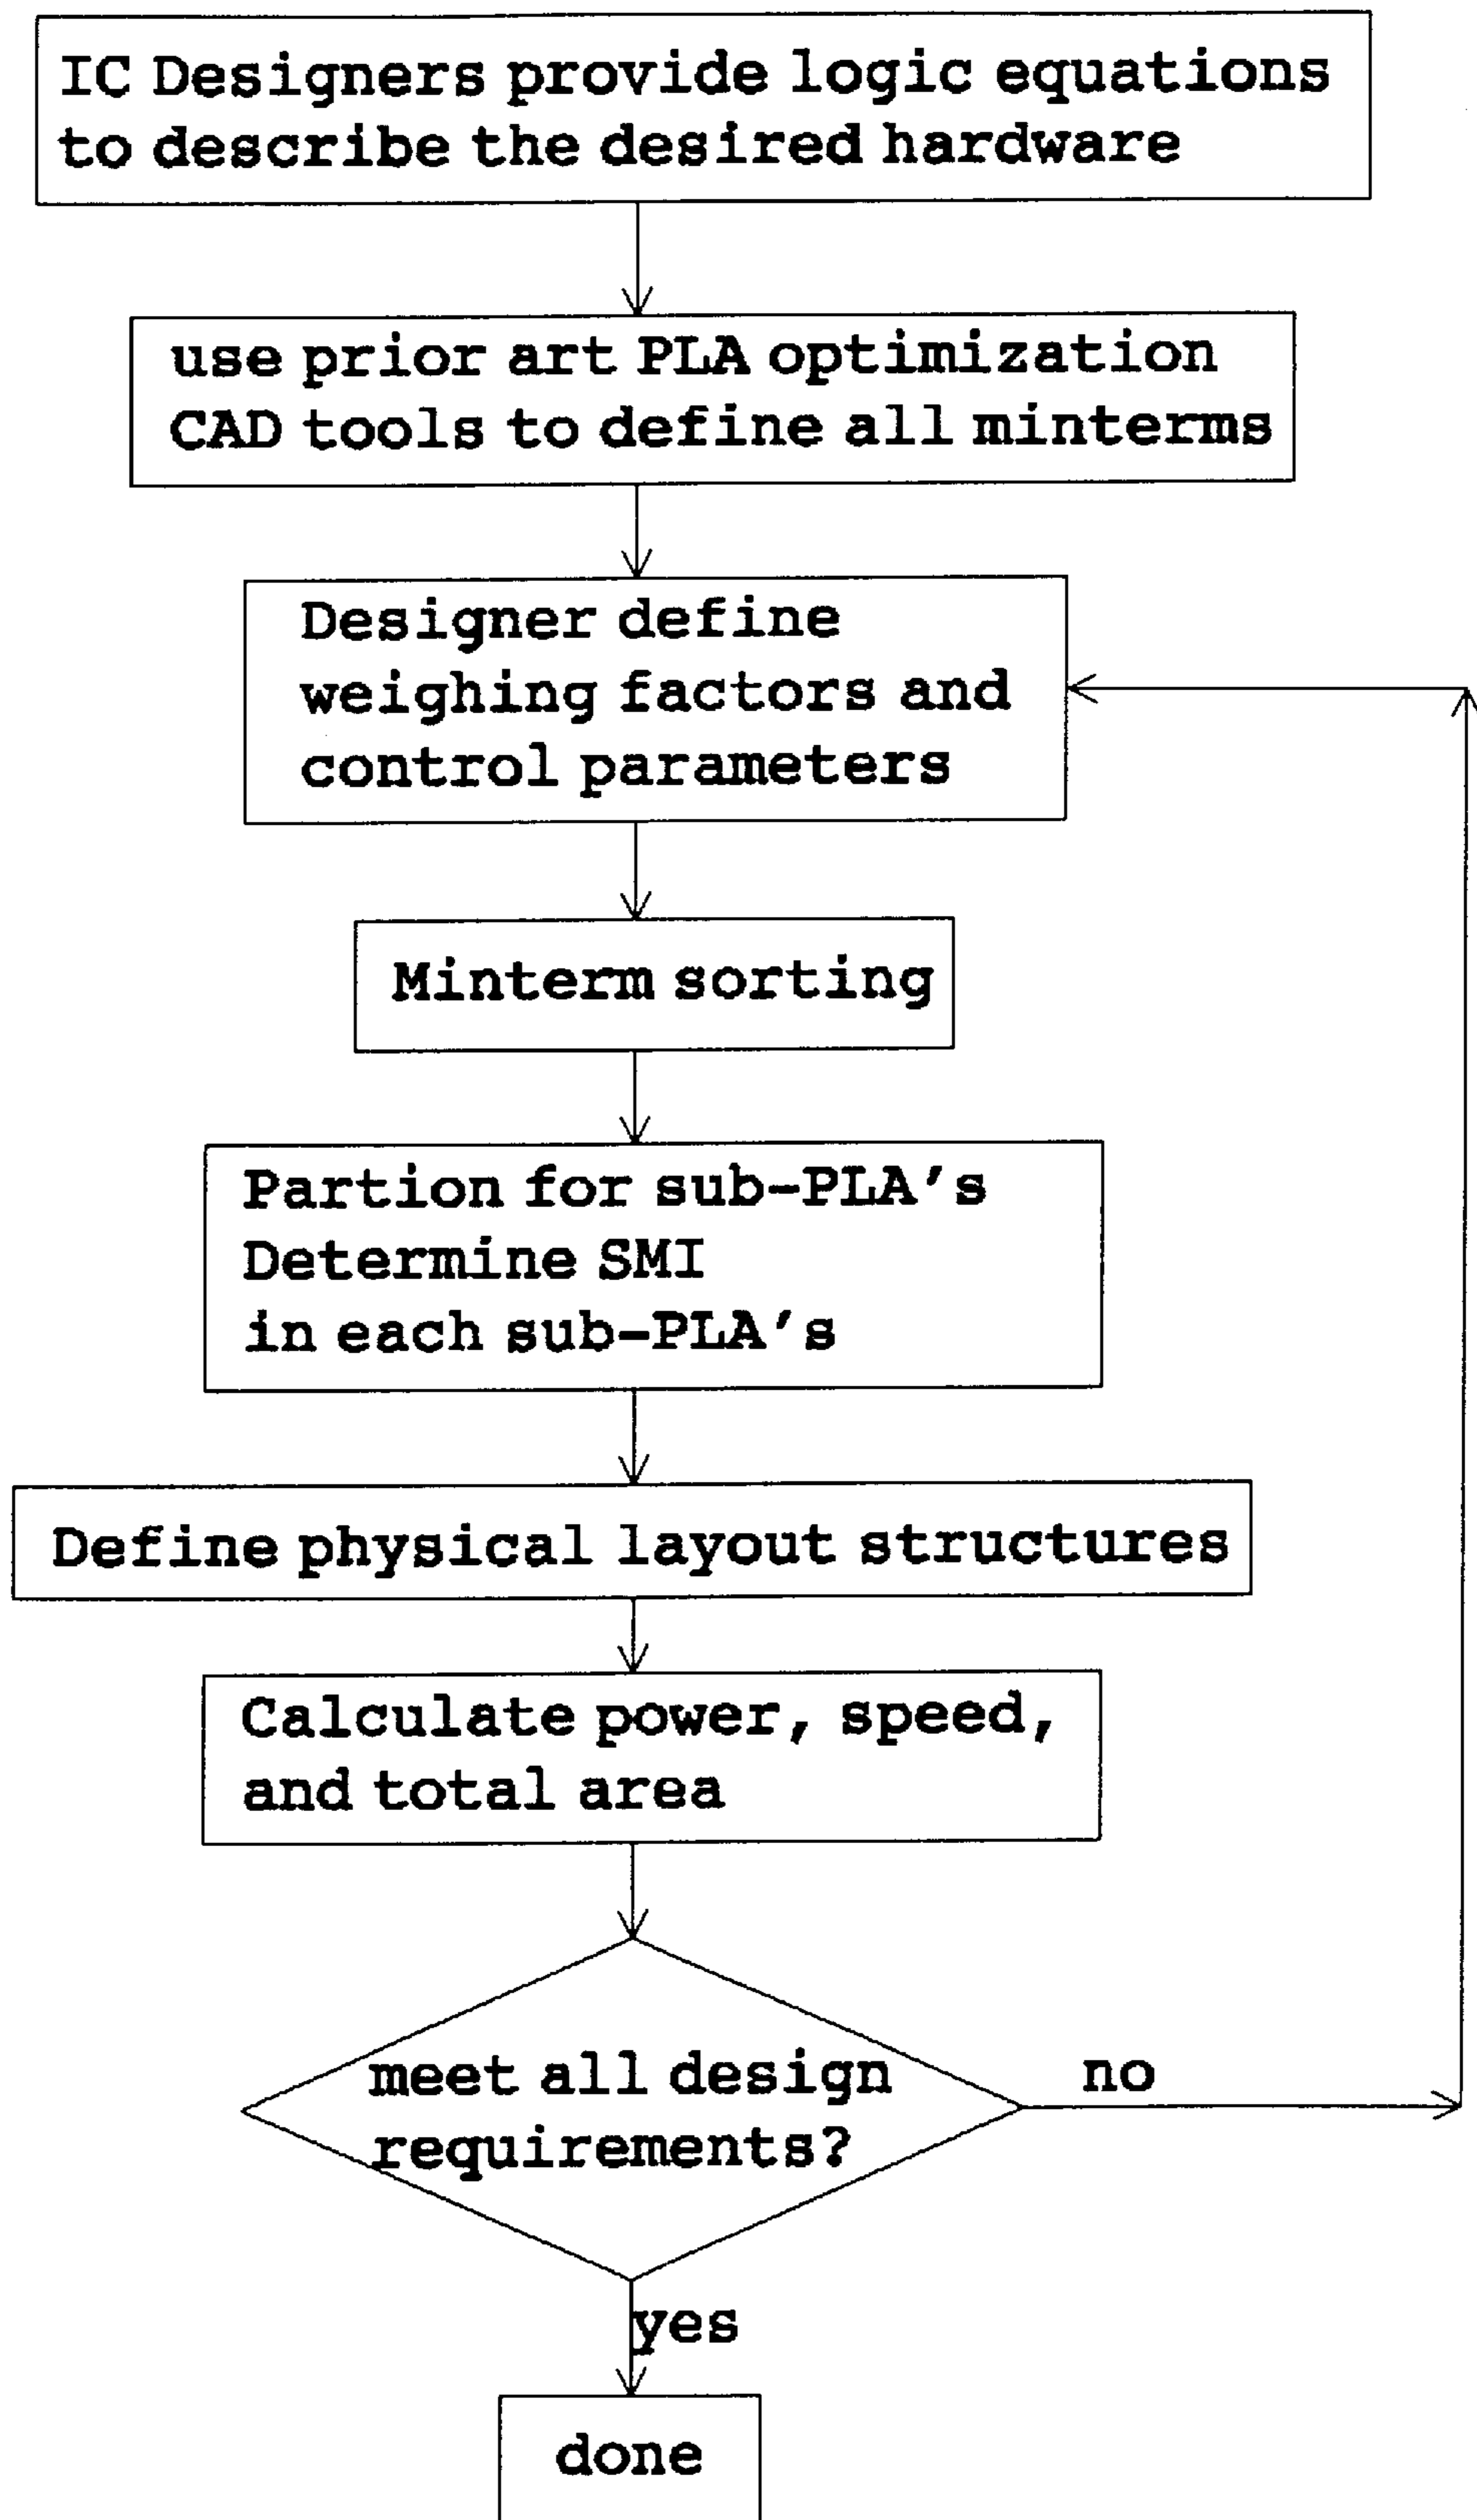 IC Designers provide logic equations
to describe the desired hardware
use prior art PLA optimization
CAD tools to define all minterms
Designer define
weighing factors and
control parameters
Minterm sorting
Partion for sub-PLA's
Determine SMI
in each sub-PLA's
Define physical layout structures
Calculate power, speed,
and total area
meet all design
requirements?
no
yes
done